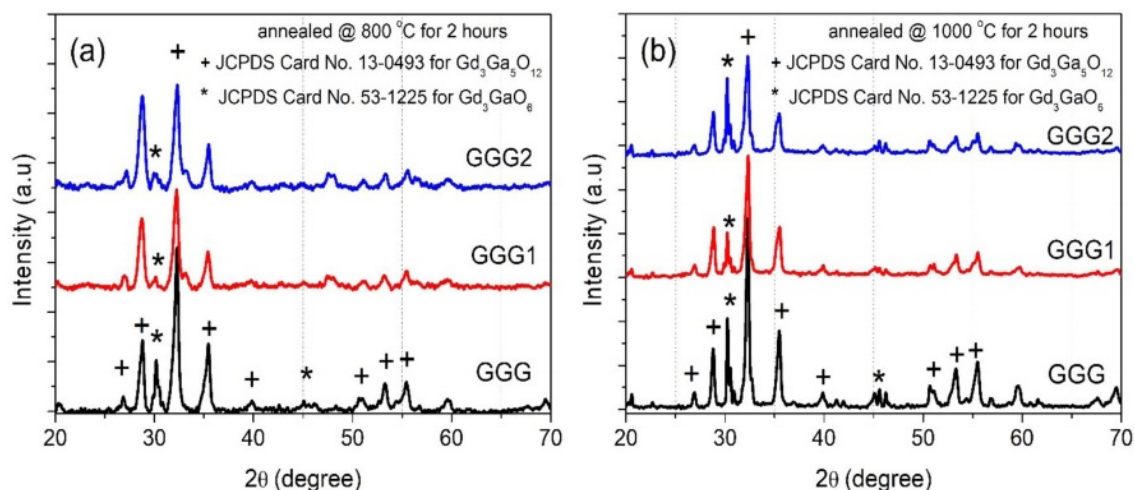 (a)
annealed @ 800 °C for 2 hours
+
+ JCPDS Card No. 13-0493 for Gd₃Ga₅O₁₂
* JCPDS Card No. 53-1225 for Gd₃GaO₆
*
GGG2
*
GGG1
+ + * + + * + + +
GGG
Intensity (a.u)
20 30 40 50 60 70
2θ (degree)
(b)
annealed @ 1000 °C for 2 hours
* +
+ JCPDS Card No. 13-0493 for Gd₃Ga₅O₁₂
* JCPDS Card No. 53-1225 for Gd₃GaO₆
GGG2
*
GGG1
+ + * + + * + + +
GGG
Intensity (a.u)
20 30 40 50 60 70
2θ (degree)